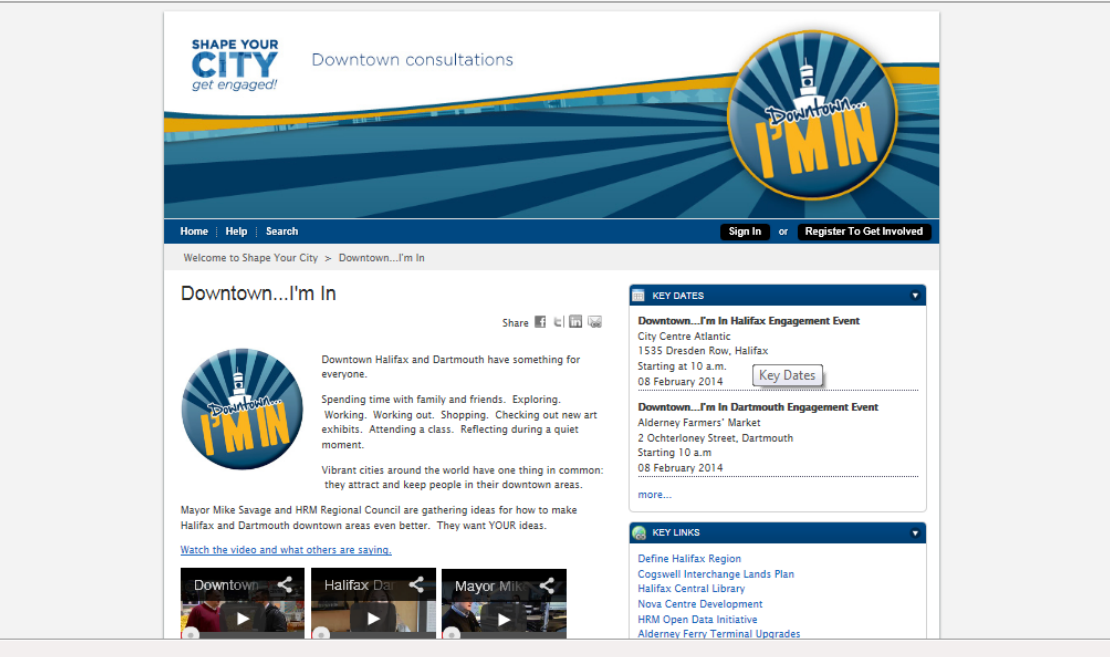 SHAPE YOUR
CITY
get engaged!
Downtown consultations
Downtown...
I'M IN
Home Help Search
Sign In or Register To Get Involved
Welcome to Shape Your City > Downtown...I'm In
Downtown...I'm In
Share
Downtown...
I'M IN
Downtown Halifax and Dartmouth have something for
everyone.
Spending time with family and friends. Exploring.
Working. Working out. Shopping. Checking out new art
exhibits. Attending a class. Reflecting during a quiet
moment.
Vibrant cities around the world have one thing in common:
they attract and keep people in their downtown areas.
Mayor Mike Savage and HRM Regional Council are gathering ideas for how to make
Halifax and Dartmouth downtown areas even better. They want YOUR ideas.
Watch the video and what others are saying.
Downtown
Halifax Da
Mayor Mik
KEY DATES
Downtown...I'm In Halifax Engagement Event
City Centre Atlantic
1535 Dresden Row, Halifax
Starting at 10 a.m.
08 February 2014
Key Dates
Downtown...I'm In Dartmouth Engagement Event
Alderney Farmers' Market
2 Ochterloney Street, Dartmouth
Starting 10 a.m
08 February 2014
more...
KEY LINKS
Define Halifax Region
Cogswell Interchange Lands Plan
Halifax Central Library
Nova Centre Development
HRM Open Data Initiative
Alderney Ferry Terminal Upgrades